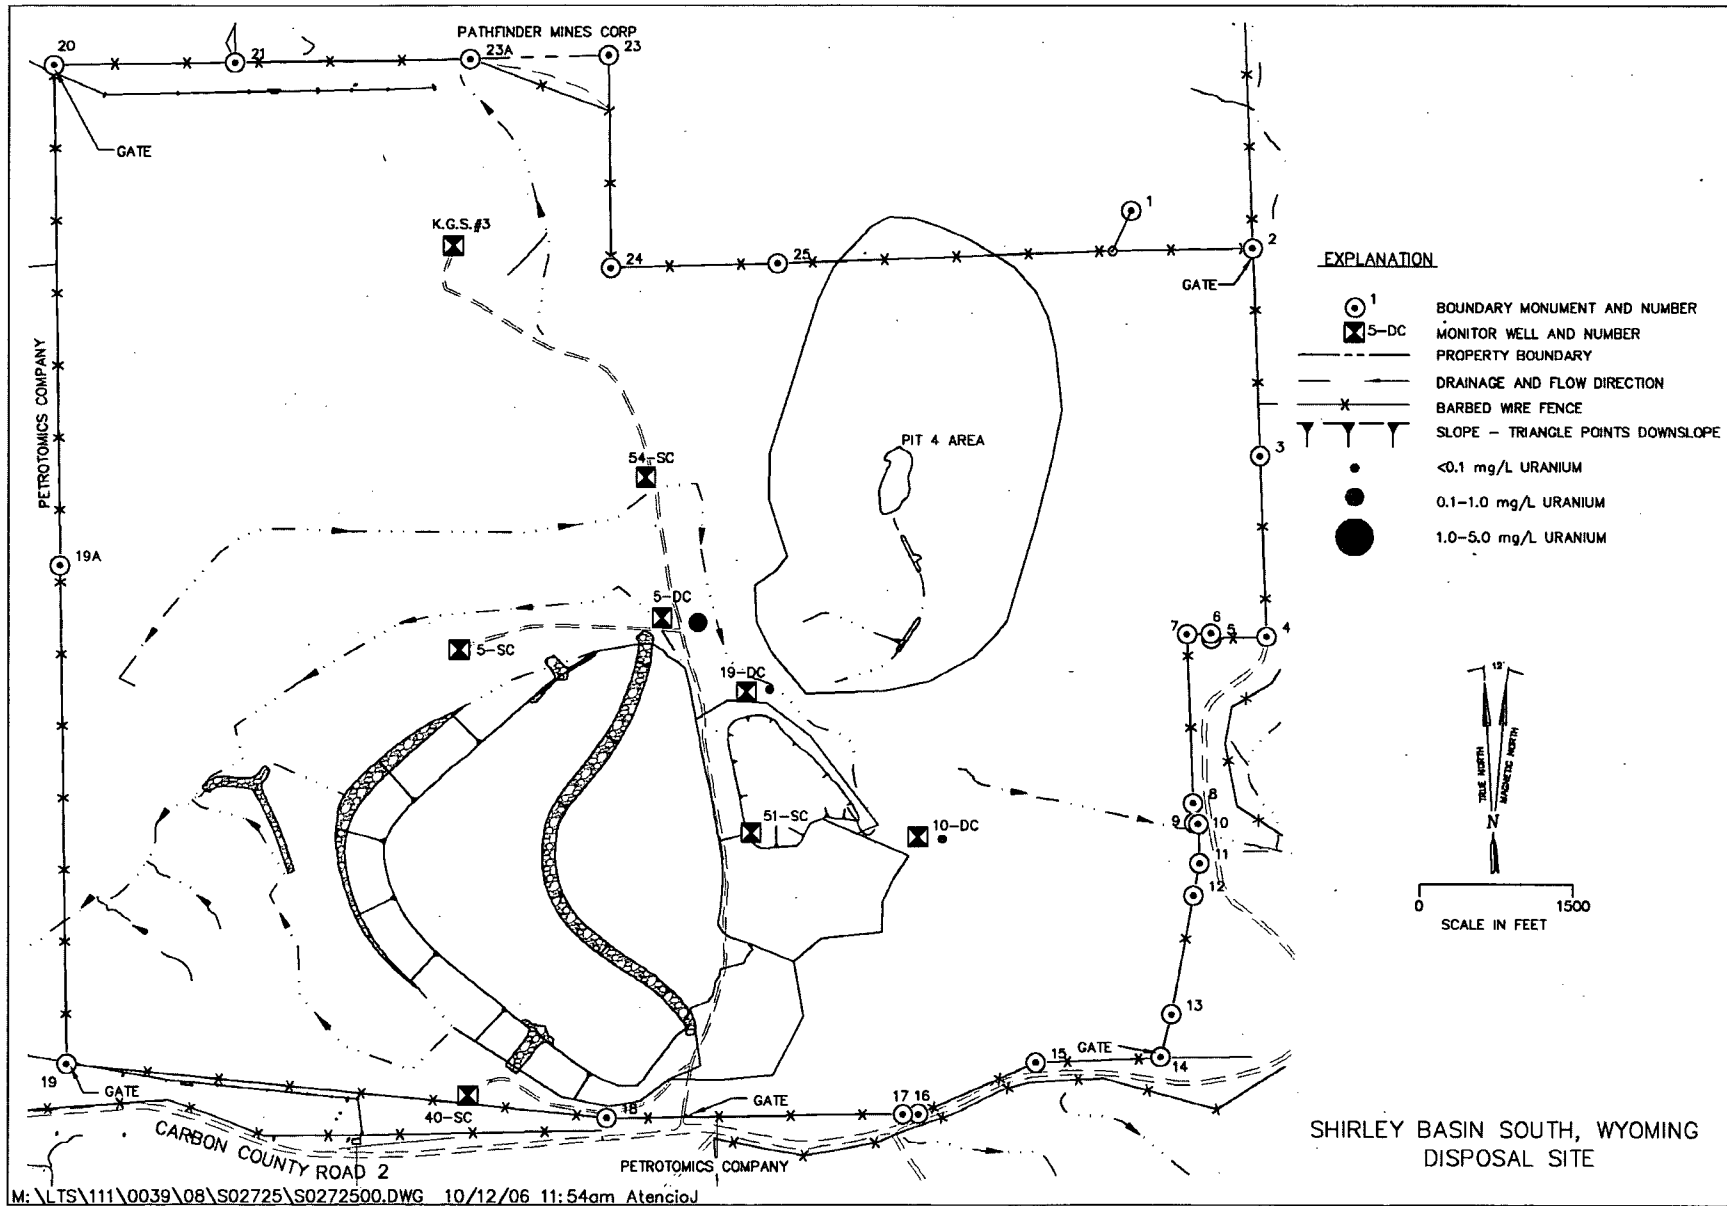 PATHFINDER MINES CORP
20
21
23A
23
GATE
1
K.G.S.#3
24
25
2
GATE
PETROTOMICS COMPANY
PIT 4 AREA
54-SC
3
19A
5-DC
7
6
5
4
5-SC
19-DC
8
9
10
51-SC
10-DC
11
12
13
GATE
15
14
19
GATE
40-SC
18
GATE
17
16
CARBON COUNTY ROAD 2
PETROTOMICS COMPANY
EXPLANATION
1
BOUNDARY MONUMENT AND NUMBER
5-DC
MONITOR WELL AND NUMBER
PROPERTY BOUNDARY
DRAINAGE AND FLOW DIRECTION
BARBED WIRE FENCE
SLOPE - TRIANGLE POINTS DOWNSLOPE
<0.1 mg/L URANIUM
0.1-1.0 mg/L URANIUM
1.0-5.0 mg/L URANIUM
TRUE NORTH
MAGNETIC NORTH
N
0
1500
SCALE IN FEET
SHIRLEY BASIN SOUTH, WYOMING
DISPOSAL SITE
M:\LTS\111\0039\08\S02725\S0272500.DWG 10/12/06 11:54am AtencioJ